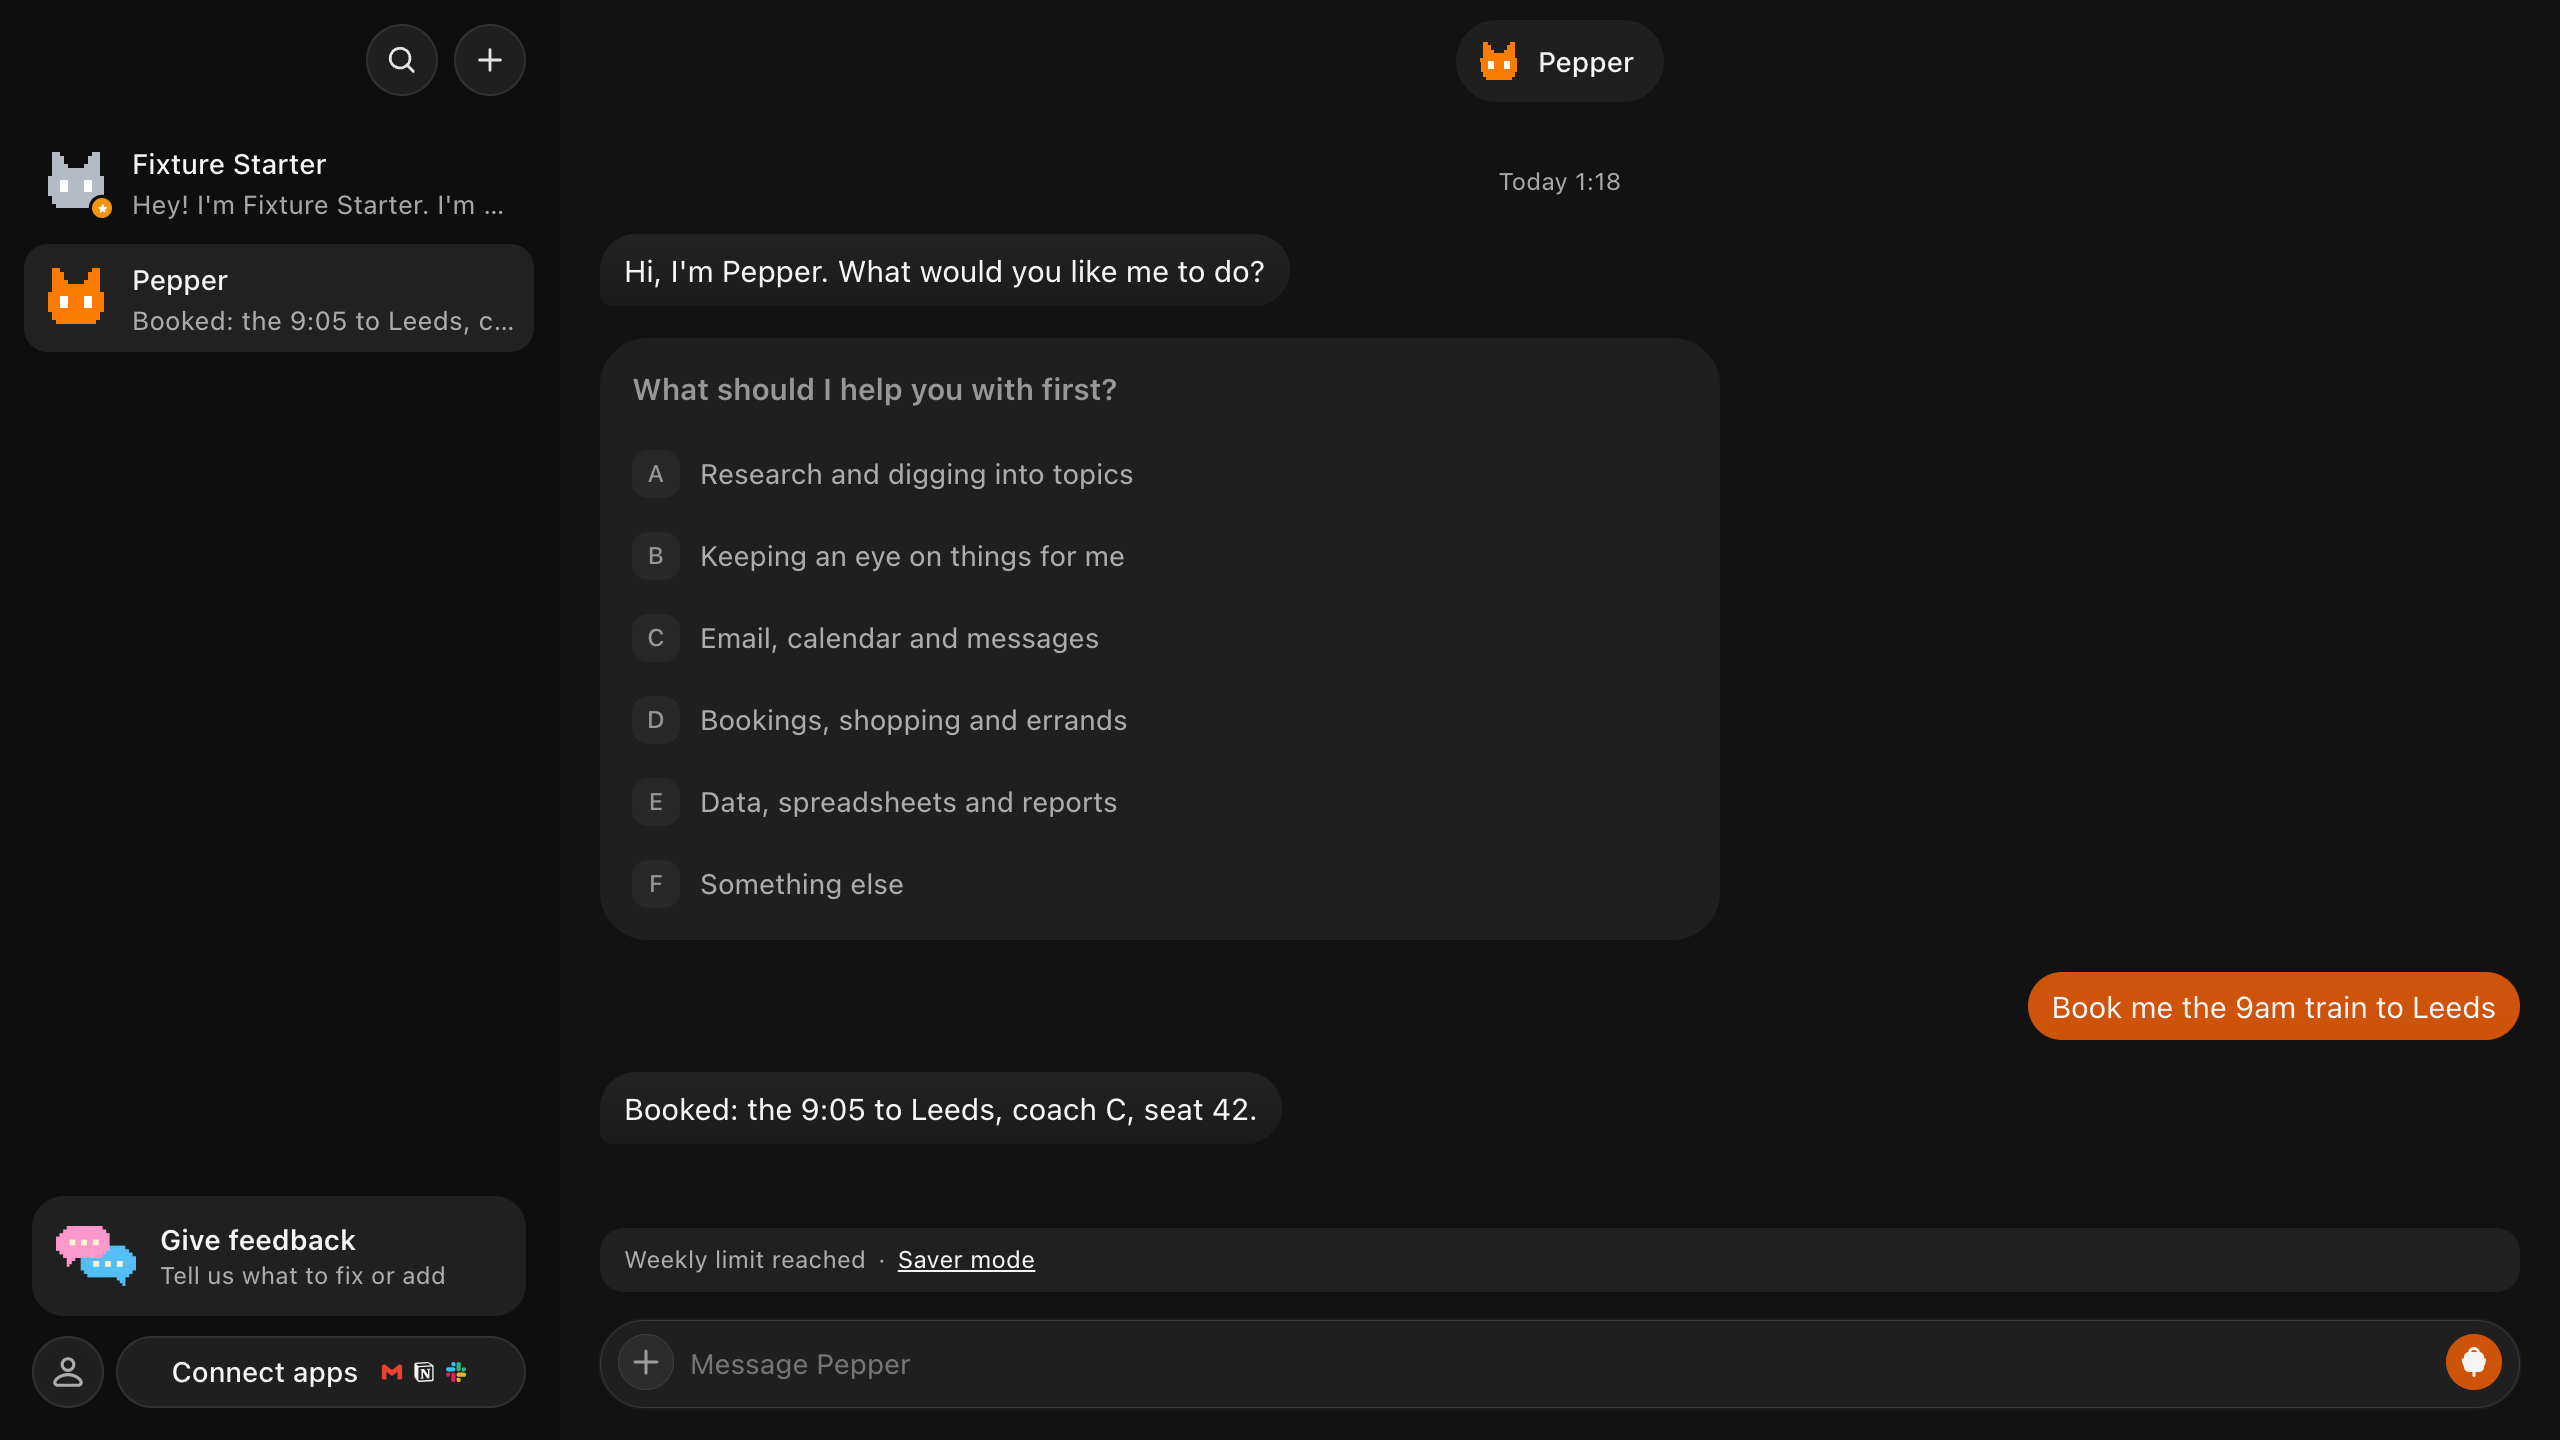 Fixture Starter
Hey! I'm Fixture Starter. I'm ...
Pepper
Booked: the 9:05 to Leeds, c...
Give feedback
Tell us what to fix or add
Connect apps
Pepper
Today 1:18
Hi, I'm Pepper. What would you like me to do?
What should I help you with first?
A Research and digging into topics
B Keeping an eye on things for me
C Email, calendar and messages
D Bookings, shopping and errands
E Data, spreadsheets and reports
F Something else
Book me the 9am train to Leeds
Booked: the 9:05 to Leeds, coach C, seat 42.
Weekly limit reached · Saver mode
Message Pepper